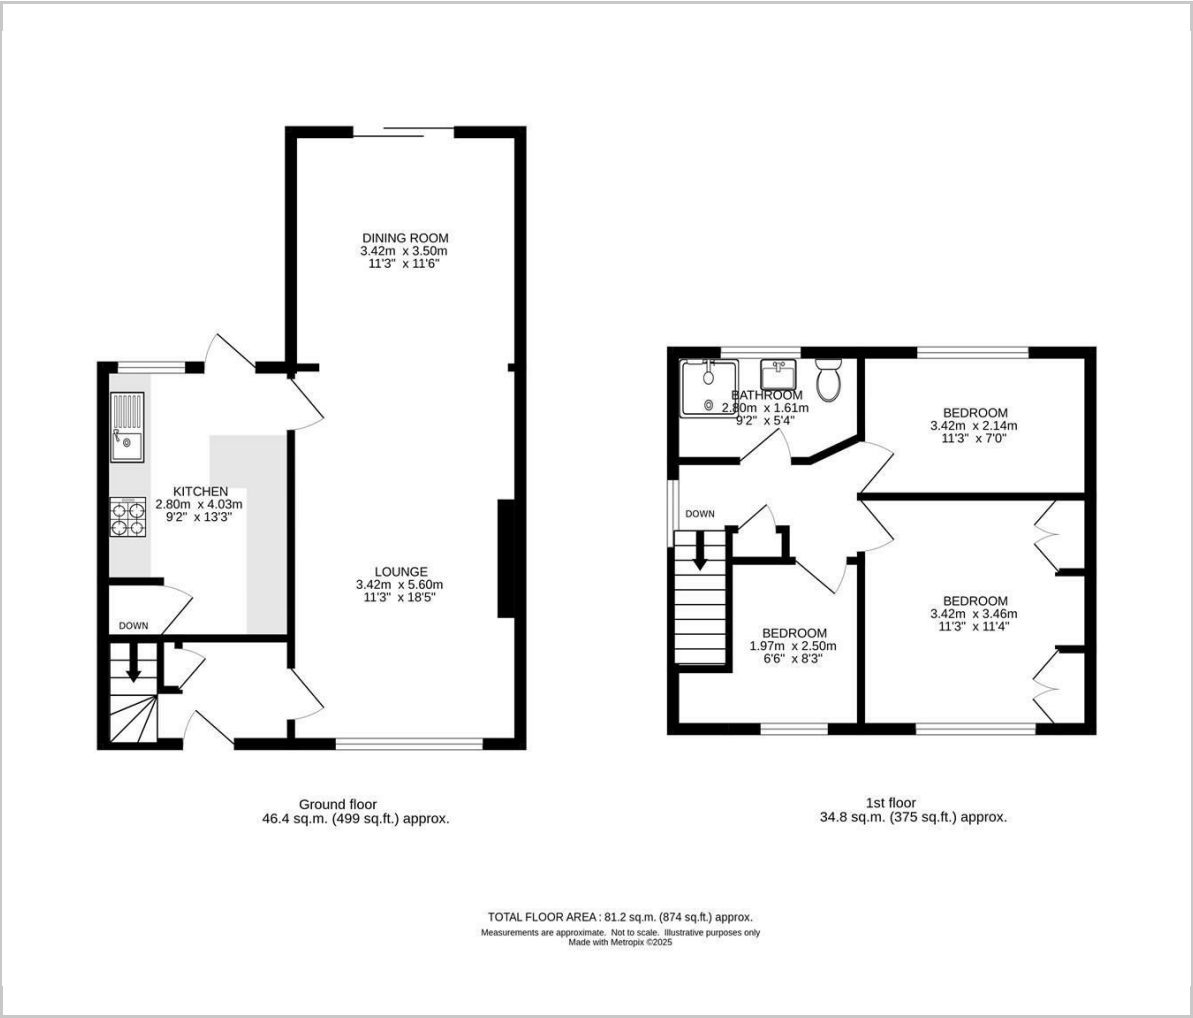 DINING ROOM
3.42m x 3.50m
11'3" x 11'6"
KITCHEN
2.80m x 4.03m
9'2" x 13'3"
LOUNGE
3.42m x 5.60m
11'3" x 18'5"
DOWN
BATHROOM
2.80m x 1.61m
9'2" x 5'4"
BEDROOM
3.42m x 2.14m
11'3" x 7'0"
DOWN
BEDROOM
3.42m x 3.46m
11'3" x 11'4"
BEDROOM
1.97m x 2.50m
6'6" x 8'3"
Ground floor
46.4 sq.m. (499 sq.ft.) approx.
1st floor
34.8 sq.m. (375 sq.ft.) approx.
TOTAL FLOOR AREA : 81.2 sq.m. (874 sq.ft.) approx.
Measurements are approximate. Not to scale. Illustrative purposes only
Made with Metropix ©2025